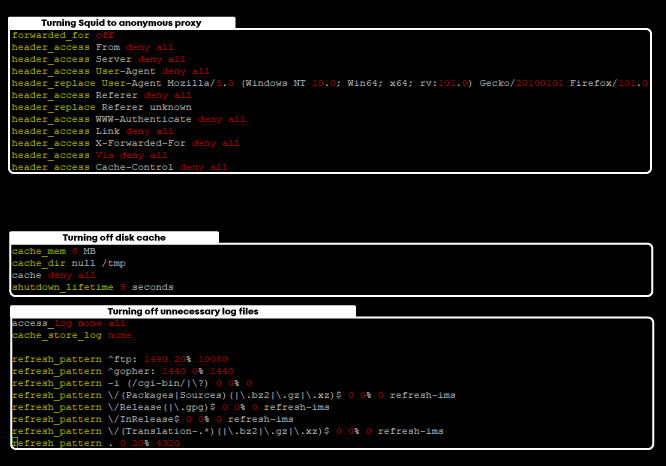 Turning Squid to anonymous proxy
forwarded_for off
header_access From deny all
header_access Server deny all
header_access User-Agent deny all
header_replace User-Agent Mozilla/5.0 (Windows NT 10.0; Win64; x64; rv:101.0) Gecko/20100101 Firefox/101.0
header_access Referer deny all
header_replace Referer unknown
header_access WWW-Authenticate deny all
header_access Link deny all
header_access X-Forwarded-For deny all
header_access Via deny all
header_access Cache-Control deny all
Turning off disk cache
cache_mem 8 MB
cache_dir null /tmp
cache deny all
shutdown_lifetime 9 seconds
Turning off unnecessary log files
access_log none all
cache_store_log none
refresh_pattern ^ftp: 1440 20% 10080
refresh_pattern ^gopher: 1440 0% 1440
refresh_pattern -i (/cgi-bin/|\?) 0 0% 0
refresh_pattern \/(Packages|Sources)(|\.bz2|\.gz|\.xz)$ 0 0% 0 refresh-ims
refresh_pattern \/Release(|\.gpg)$ 0 0% 0 refresh-ims
refresh_pattern \/InRelease$ 0 0% 0 refresh-ims
refresh_pattern \/(Translation-.*)(|\.bz2|\.gz|\.xz)$ 0 0% 0 refresh-ims
refresh_pattern . 0 20% 4320